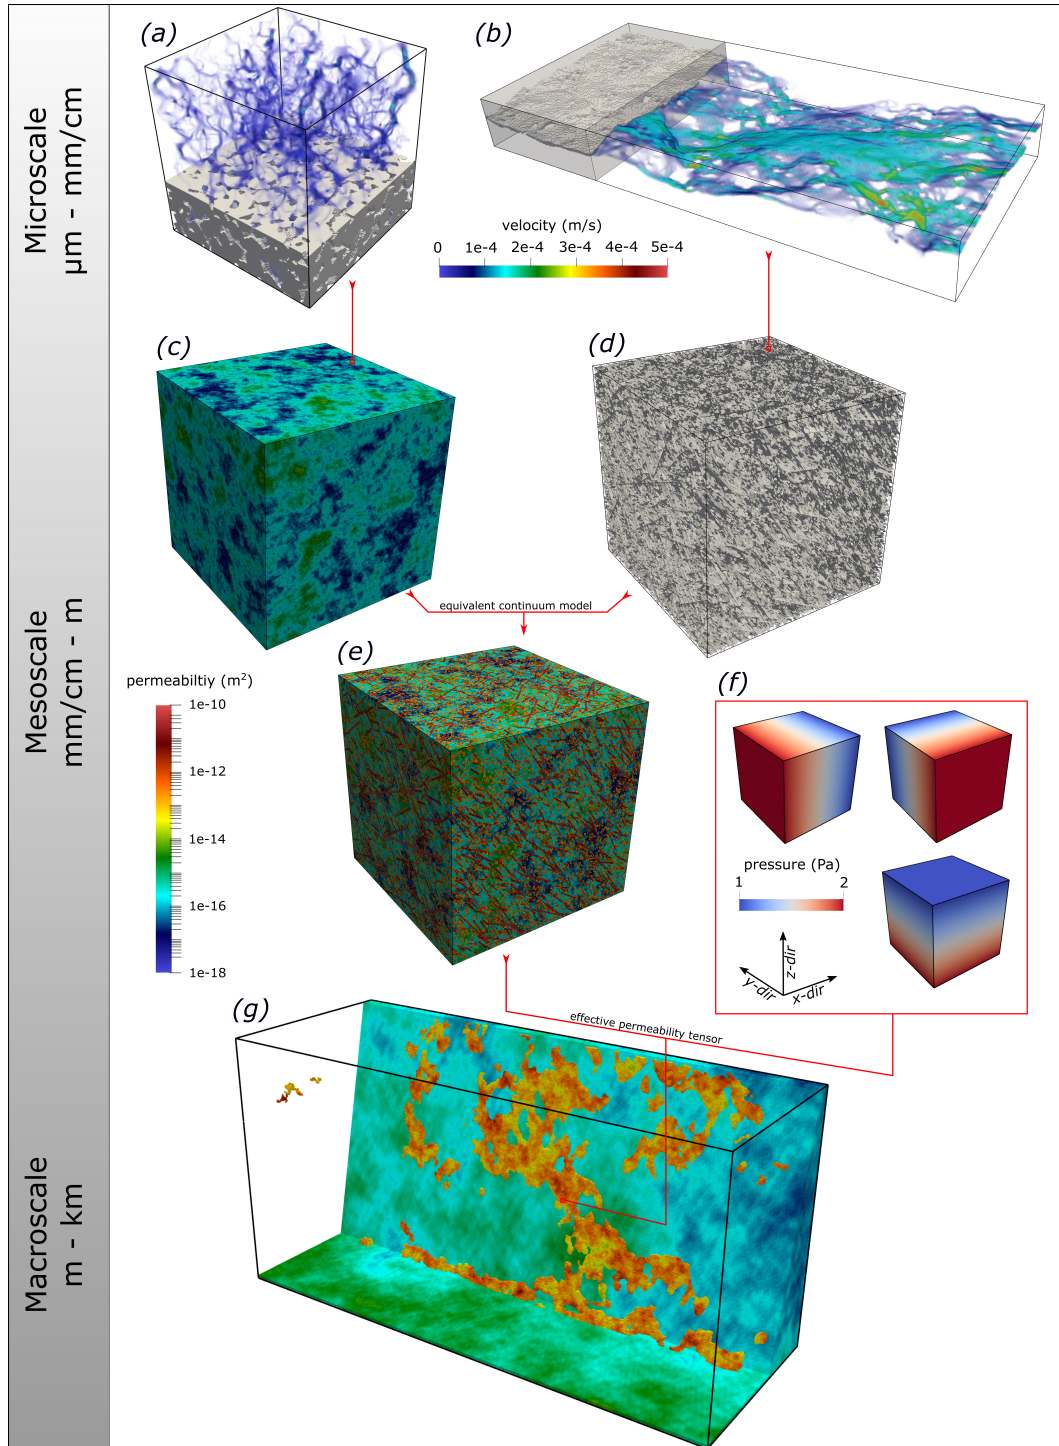 (a)
(b)
Microscale
µm - mm/cm
velocity (m/s)
0 1e-4 2e-4 3e-4 4e-4 5e-4
(c)
(d)
equivalent continuum model
Mesoscale
mm/cm - m
(e)
(f)
permeabiltiy (m²)
1e-10
1e-12
1e-14
1e-16
1e-18
pressure (Pa)
1 2
z-dir
y-dir
x-dir
(g)
effective permeability tensor
Macroscale
m - km